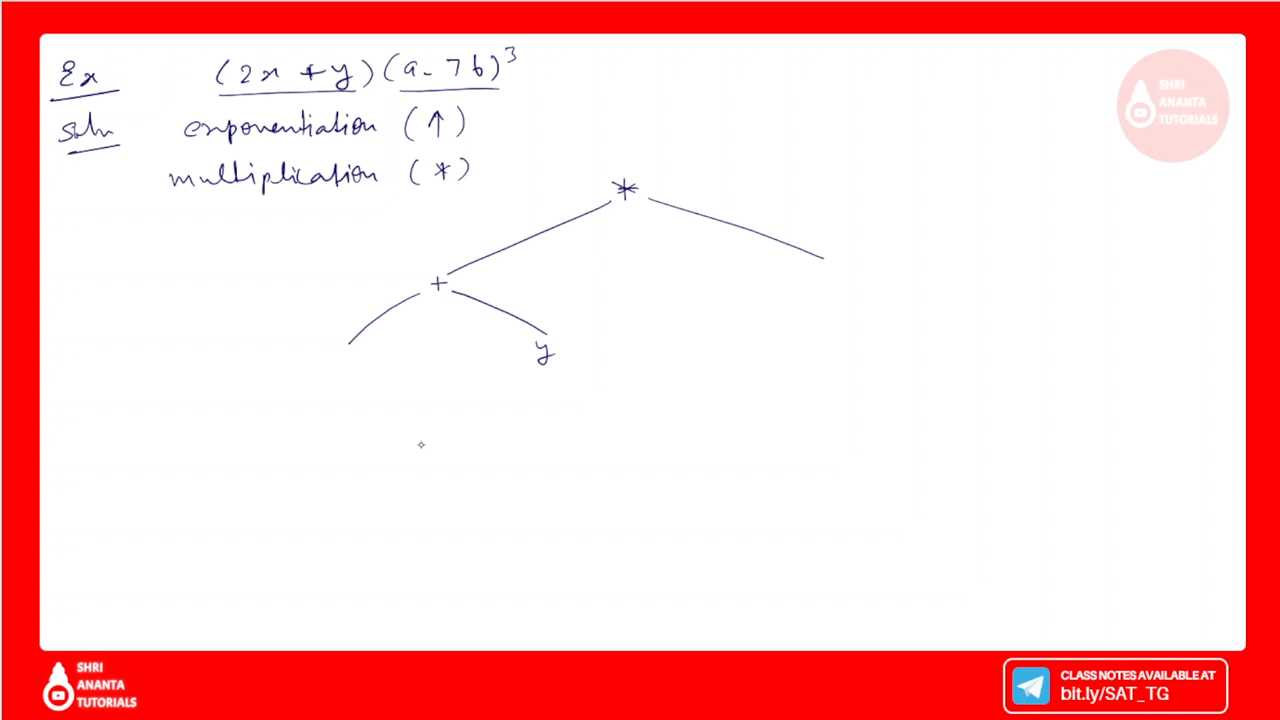 Ex (2x + y) (a - 7b)³
Soln exponentiation (↑)
multiplication (*)
*
+
y
SHRI
ANANTA
TUTORIALS
SHRI
ANANTA
TUTORIALS
CLASS NOTES AVAILABLE AT
bit.ly/SAT_TG